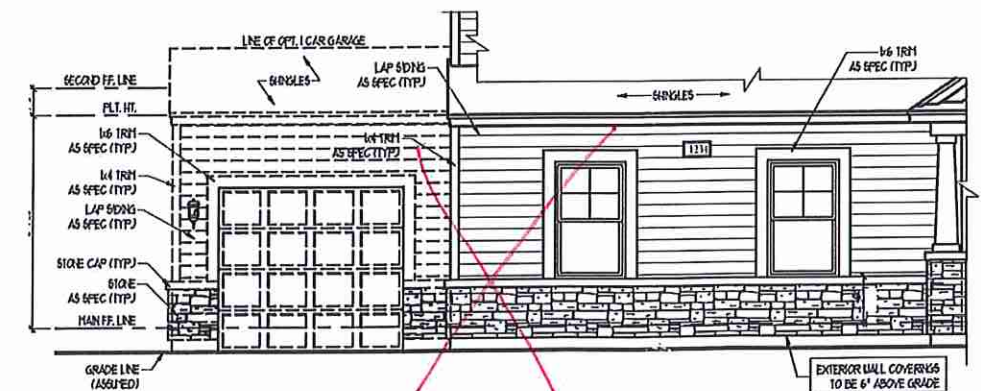 LINE OF OPT. 1 CAR GARAGE
SHINGLES
SECOND F.F. LINE
PLT. HT.
1x6 TRIM
AS SPEC (TYP.)
1x4 TRIM
AS SPEC (TYP.)
LAP SIDING
AS SPEC (TYP.)
STONE CAP (TYP.)
STONE
AS SPEC (TYP.)
MAIN F.F. LINE
GRADE LINE
(ASSUMED)
LAP SIDING
AS SPEC (TYP.)
1x4 TRIM
AS SPEC (TYP.)
SHINGLES
1x6 TRIM
AS SPEC (TYP.)
1234
EXTERIOR WALL COVERINGS
TO BE 6" ABOVE GRADE